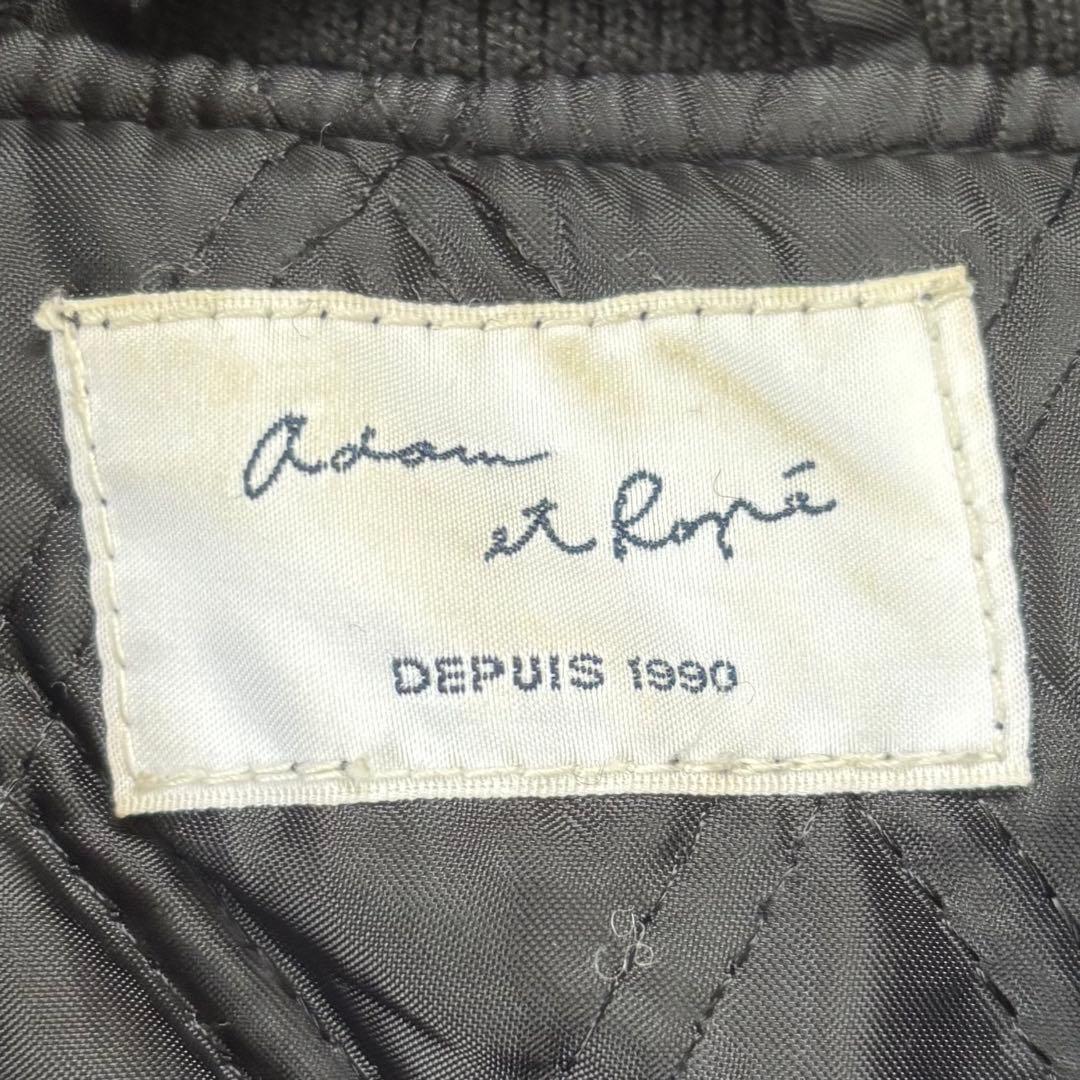 Adam
et Ropé
DEPUIS 1990